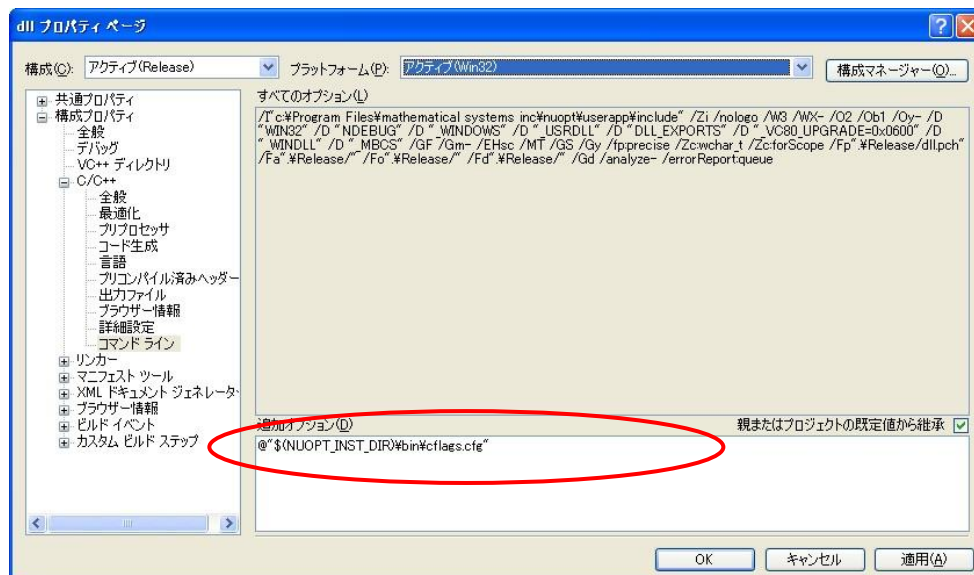 dll プロパティ ページ
構成(C): アクティブ(Release) プラットフォーム(P): アクティブ(Win32) 構成マネージャー(O)...
共通プロパティ
構成プロパティ
全般
デバッグ
VC++ ディレクトリ
C/C++
全般
最適化
プリプロセッサ
コード生成
言語
プリコンパイル済みヘッダー
出力ファイル
ブラウザー情報
詳細設定
コマンド ライン
リンカー
マニフェスト ツール
XML ドキュメント ジェネレータ
ブラウザー情報
ビルド イベント
カスタム ビルド ステップ
すべてのオプション(L)
/I"c:¥Program Files¥mathematical systems inc¥nuopt¥userapp¥include" /Zi /nologo /W3 /WX- /O2 /Ob1 /Oy- /D
"WIN32" /D "NDEBUG" /D "_WINDOWS" /D "_USRDLL" /D "DLL_EXPORTS" /D "_VC80_UPGRADE=0x0600" /D
"_WINDLL" /D "_MBCS" /GF /Gm- /EHsc /MT /GS /Gy /fp:precise /Zc:wchar_t /Zc:forScope /Fp".¥Release/dll.pch"
/Fa".¥Release/" /Fo".¥Release/" /Fd".¥Release/" /Gd /analyze- /errorReport:queue
追加オプション(D) 親またはプロジェクトの既定値から継承
@"$(NUOPT_INST_DIR)¥bin¥cflags.cfg"
OK キャンセル 適用(A)